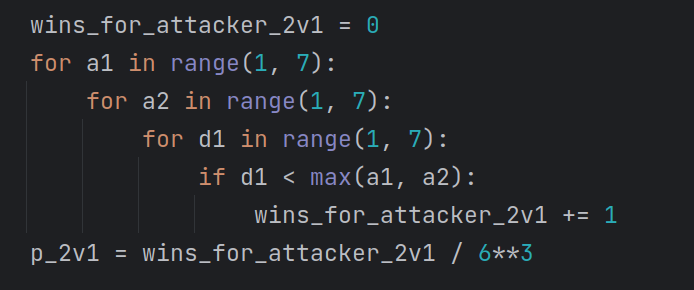 wins_for_attacker_2v1 = 0
for a1 in range(1, 7):
    for a2 in range(1, 7):
        for d1 in range(1, 7):
            if d1 < max(a1, a2):
                wins_for_attacker_2v1 += 1
p_2v1 = wins_for_attacker_2v1 / 6**3